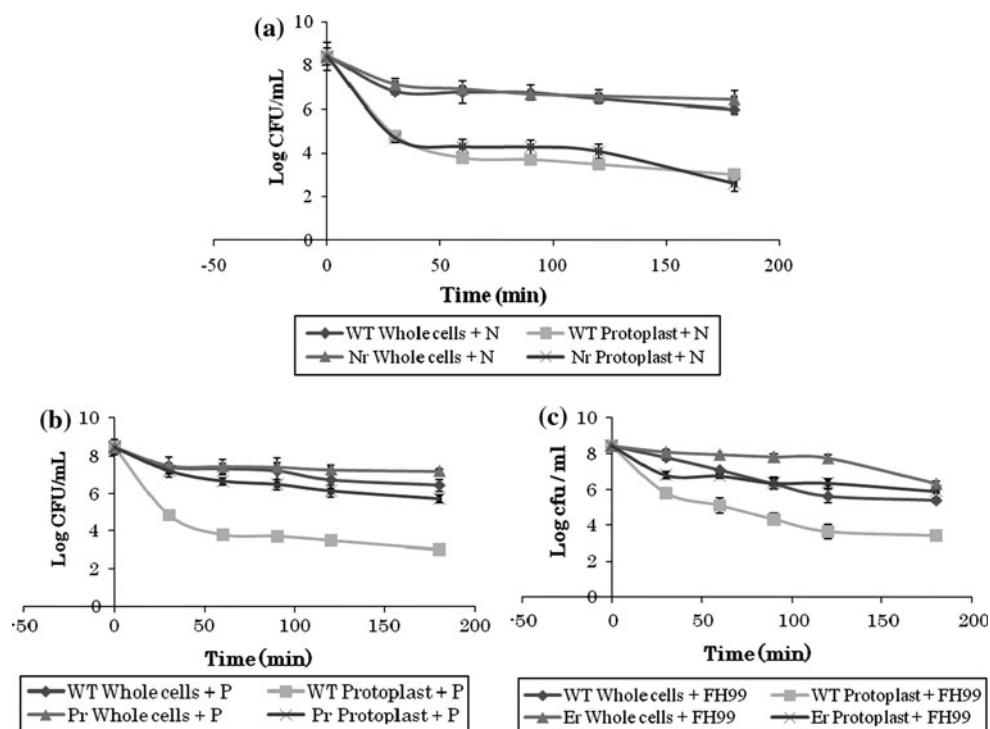 (a)
10
8
6
4
2
0
Log CFU/mL
-50 0 50 100 150 200
Time (min)
WT Whole cells + N WT Protoplast + N
Nr Whole cells + N Nr Protoplast + N
(b)
10
8
6
4
2
0
Log CFU/mL
-50 0 50 100 150 200
Time (min)
WT Whole cells + P WT Protoplast + P
Pr Whole cells + P Pr Protoplast + P
(c)
10
8
6
4
2
0
Log cfu / ml
-50 0 50 100 150 200
Time (min)
WT Whole cells + FH99 WT Protoplast + FH99
Er Whole cells + FH99 Er Protoplast + FH99